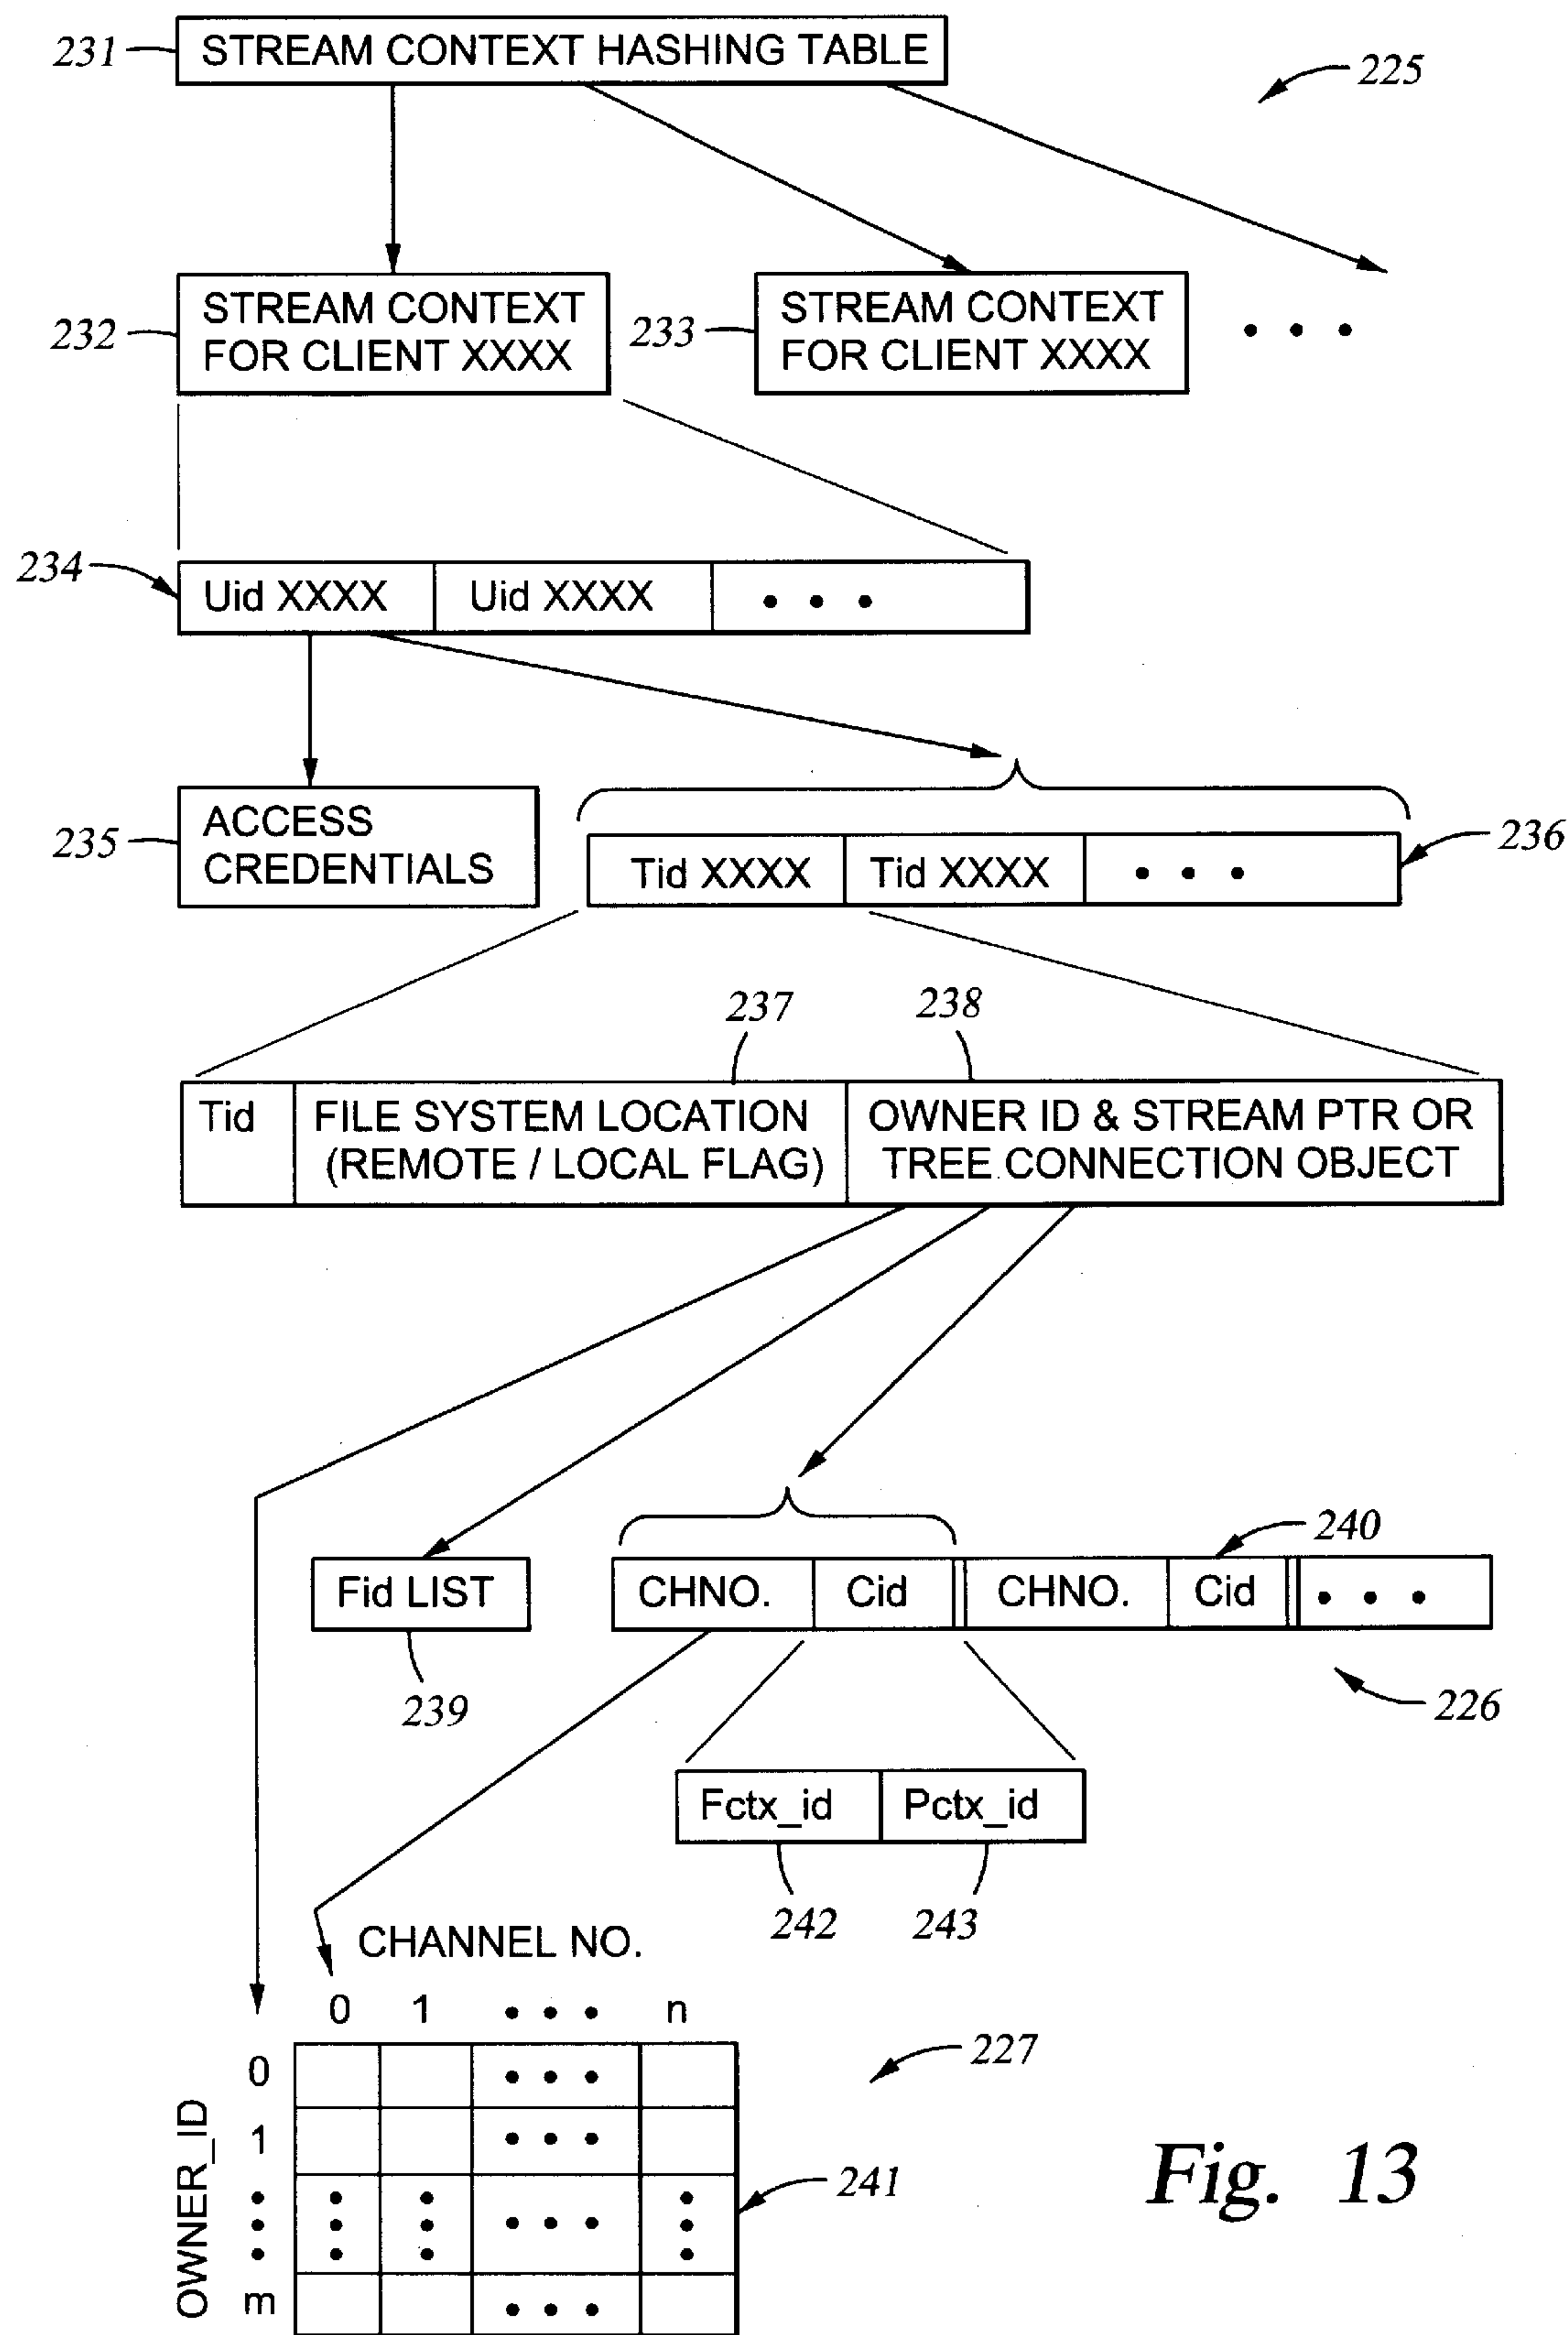 231 STREAM CONTEXT HASHING TABLE
225
232 STREAM CONTEXT FOR CLIENT XXXX
233 STREAM CONTEXT FOR CLIENT XXXX • • •
234 Uid XXXX Uid XXXX • • •
235 ACCESS CREDENTIALS
Tid XXXX Tid XXXX • • • 236
237 238
Tid FILE SYSTEM LOCATION (REMOTE / LOCAL FLAG) OWNER ID & STREAM PTR OR TREE CONNECTION OBJECT
240
Fid LIST CHNO. Cid CHNO. Cid • • •
239 226
Fctx_id Pctx_id
242 243
CHANNEL NO.
0 1 • • • n
227
OWNER_ID
0 • • •
1 • • •
241
m • • •
Fig. 13